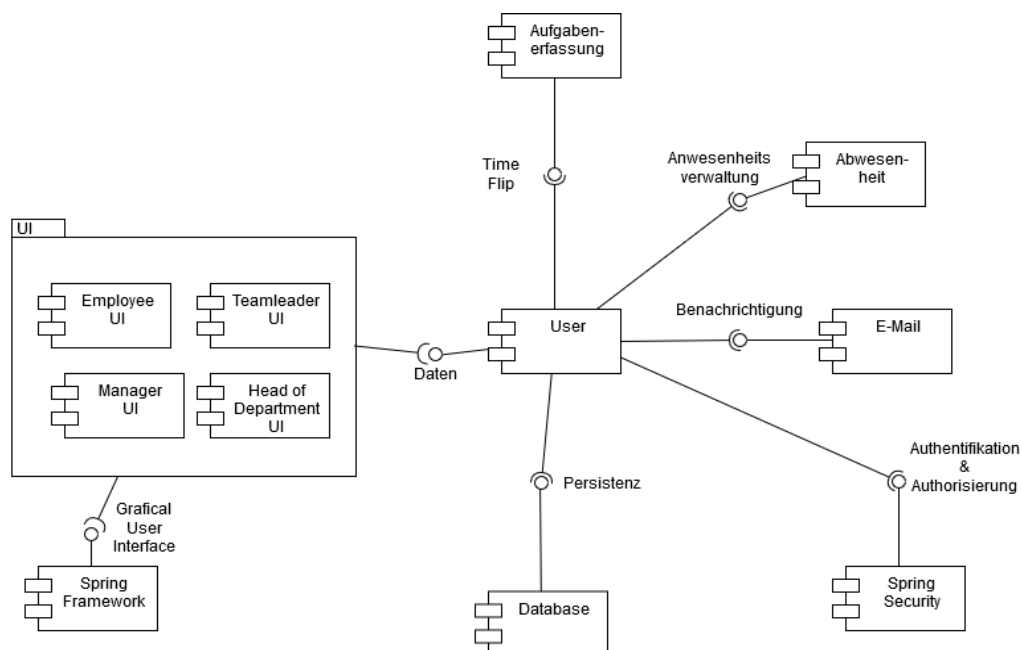 Aufgaben-
erfassung
Time
Flip
Anwesenheits
verwaltung
Abwesen-
heit
UI
Employee
UI
Teamleader
UI
Manager
UI
Head of
Department
UI
Daten
User
Benachrichtigung
E-Mail
Persistenz
Authentifikation
&
Authorisierung
Grafical
User
Interface
Spring
Framework
Database
Spring
Security